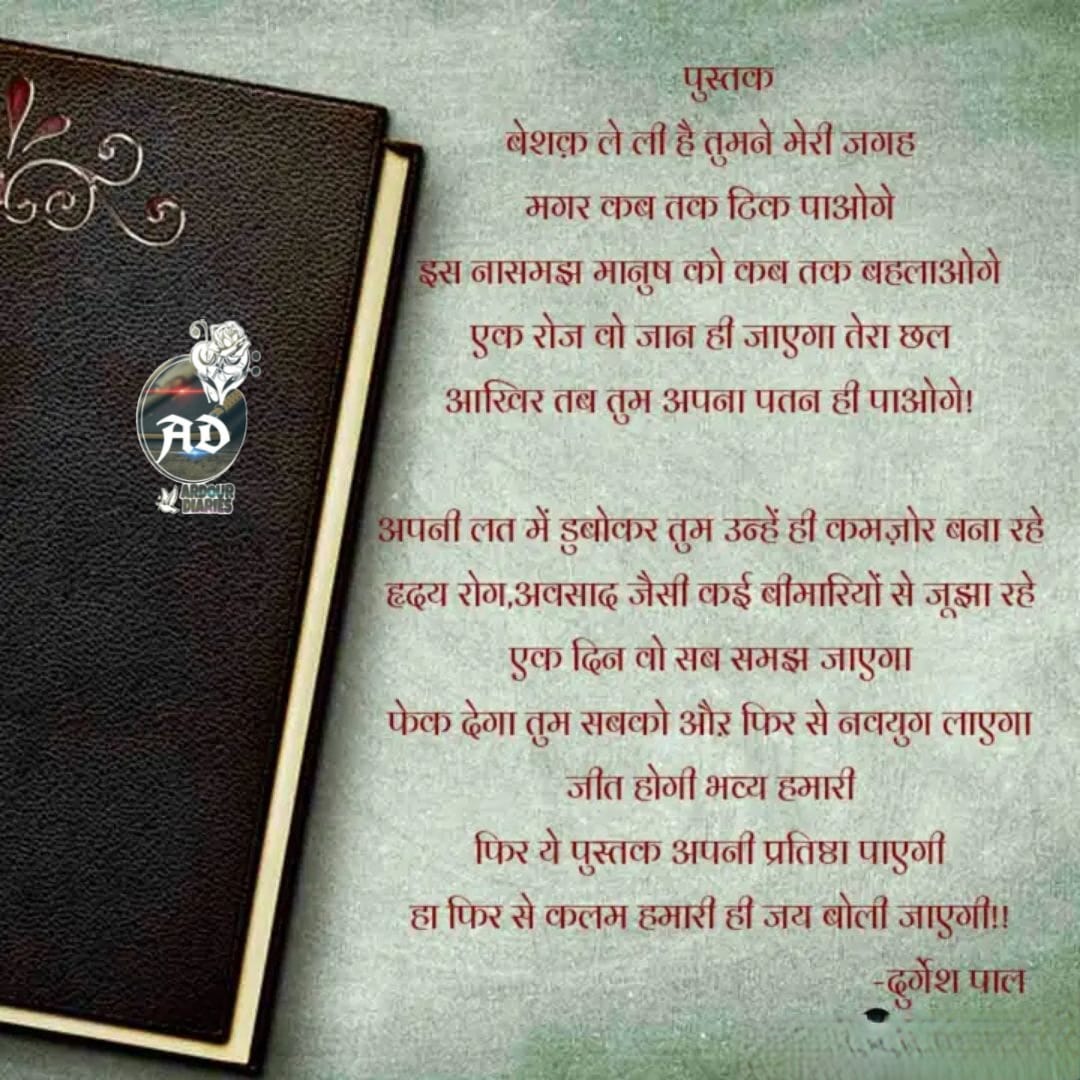 पुस्तक
बेशक़ ले ली है तुमने मेरी जगह
मगर कब तक टिक पाओगे
इस नासमझ मानुष को कब तक बहलाओगे
एक रोज वो जान ही जाएगा तेरा छल
आखिर तब तुम अपना पतन ही पाओगे!
अपनी लत में डुबोकर तुम उन्हें ही कमज़ोर बना रहे
हृदय रोग,अवसाद जैसी कई बीमारियों से जूझा रहे
एक दिन वो सब समझ जाएगा
फेक देगा तुम सबको औऱ फिर से नवयुग लाएगा
जीत होगी भव्य हमारी
फिर ये पुस्तक अपनी प्रतिष्ठा पाएगी
हा फिर से कलम हमारी ही जय बोली जाएगी!!
-दुर्गेश पाल
AD
ARDOUR
DIARIES